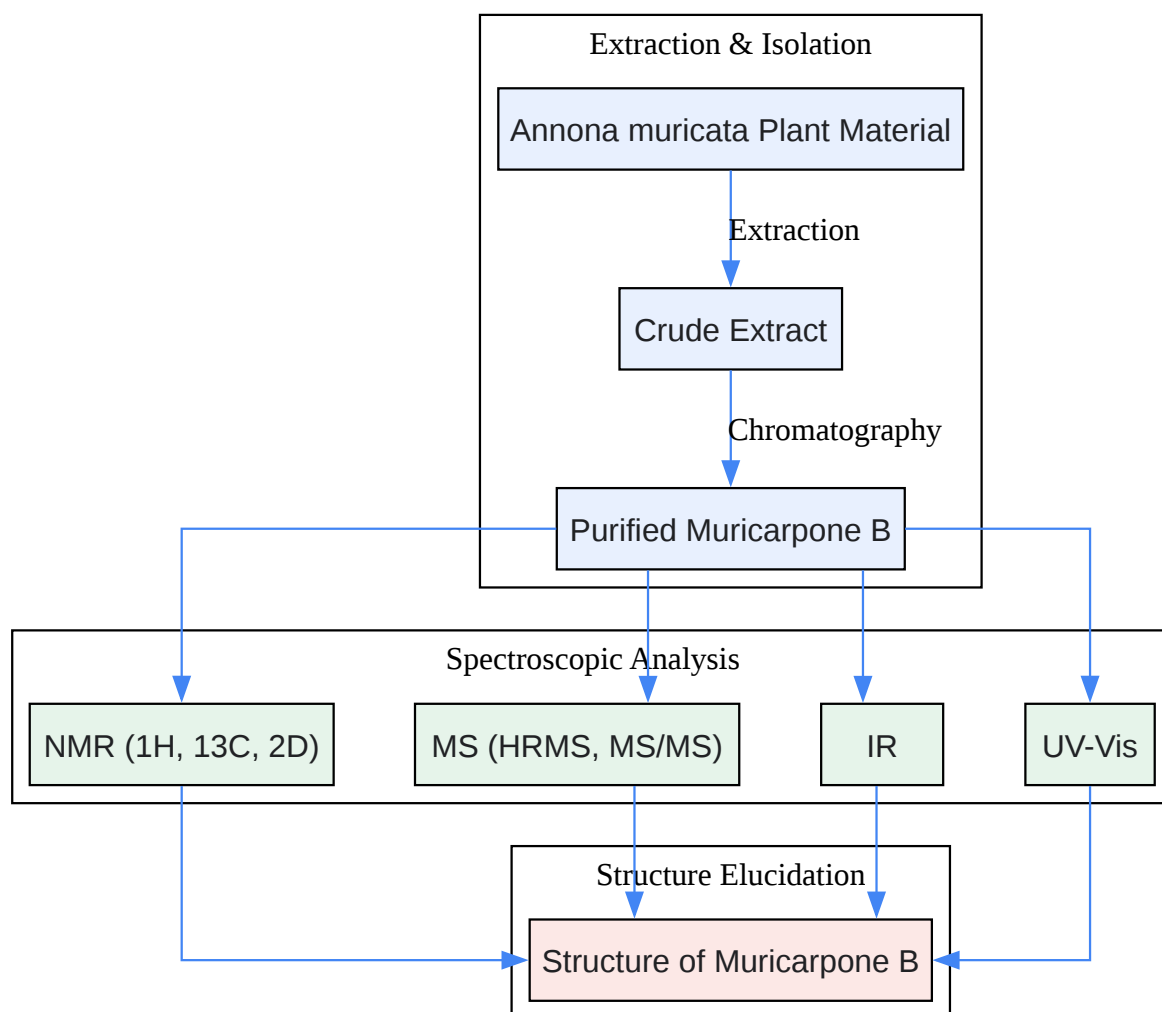 Extraction & Isolation
Annona muricata Plant Material
Extraction
Crude Extract
Chromatography
Purified Muricarpone B
Spectroscopic Analysis
NMR (1H, 13C, 2D)
MS (HRMS, MS/MS)
IR
UV-Vis
Structure Elucidation
Structure of Muricarpone B